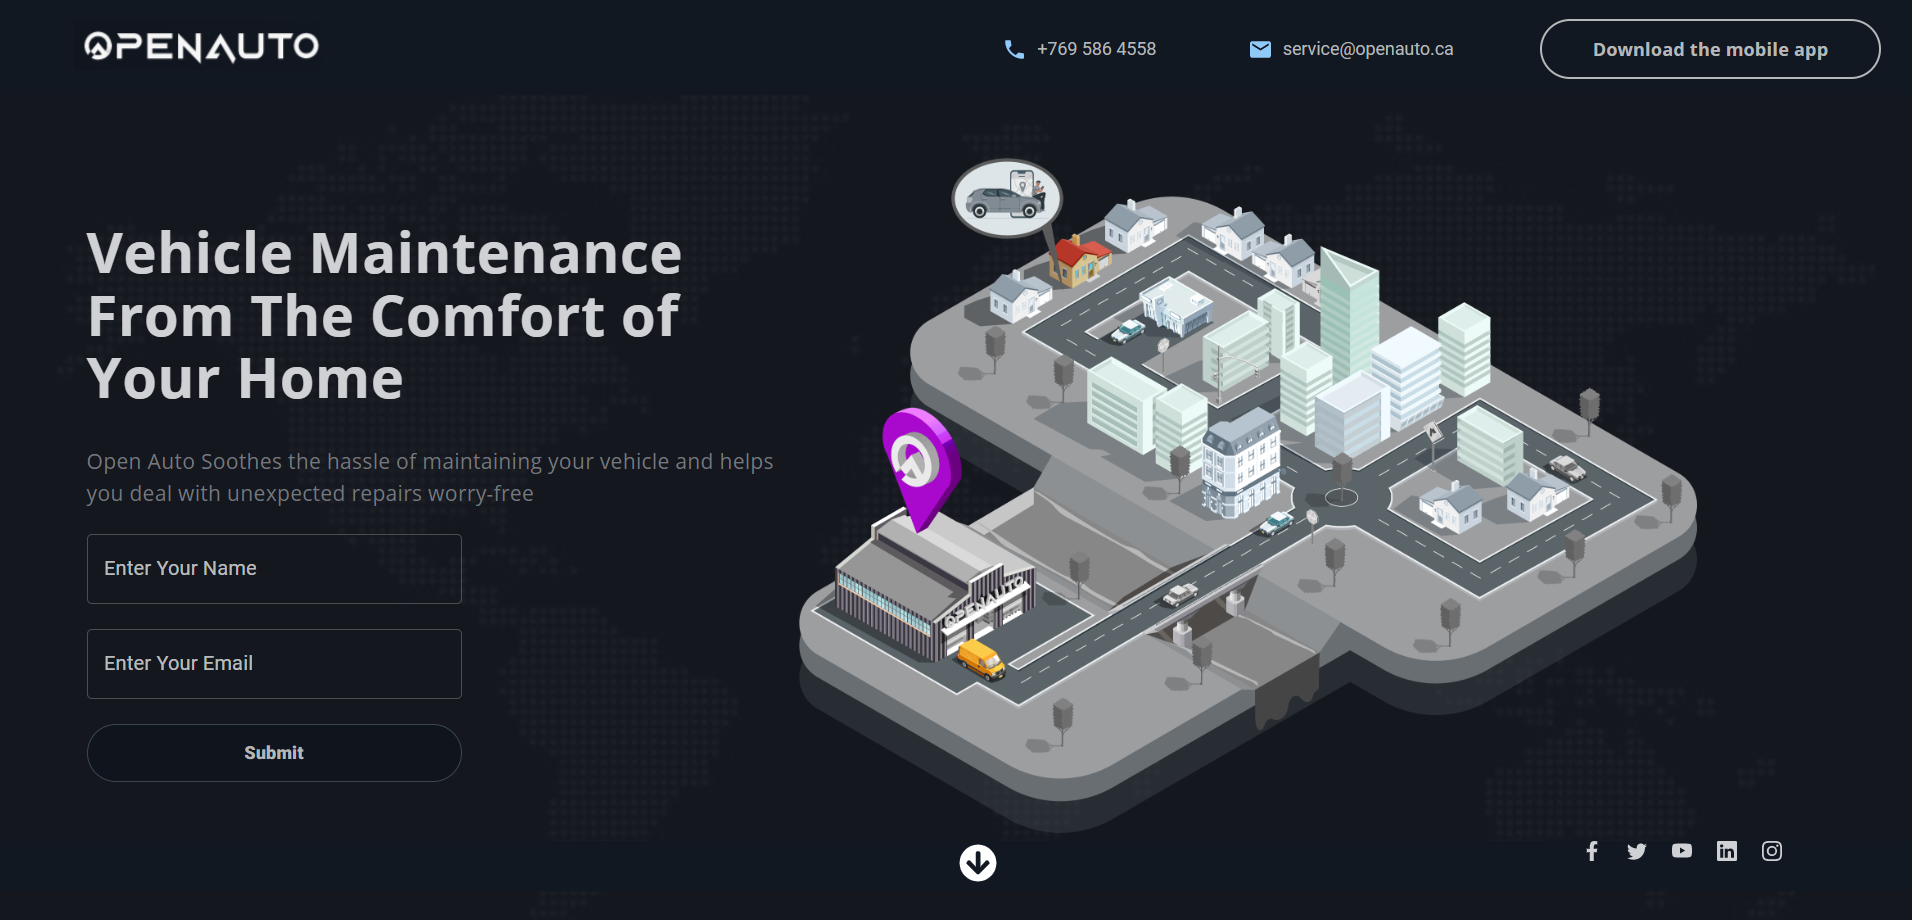 OPENAUTO
+769 586 4558
service@openauto.ca
Download the mobile app
Vehicle Maintenance
From The Comfort of
Your Home
Open Auto Soothes the hassle of maintaining your vehicle and helps
you deal with unexpected repairs worry-free
Enter Your Name
Enter Your Email
Submit
OPENAUTO
in